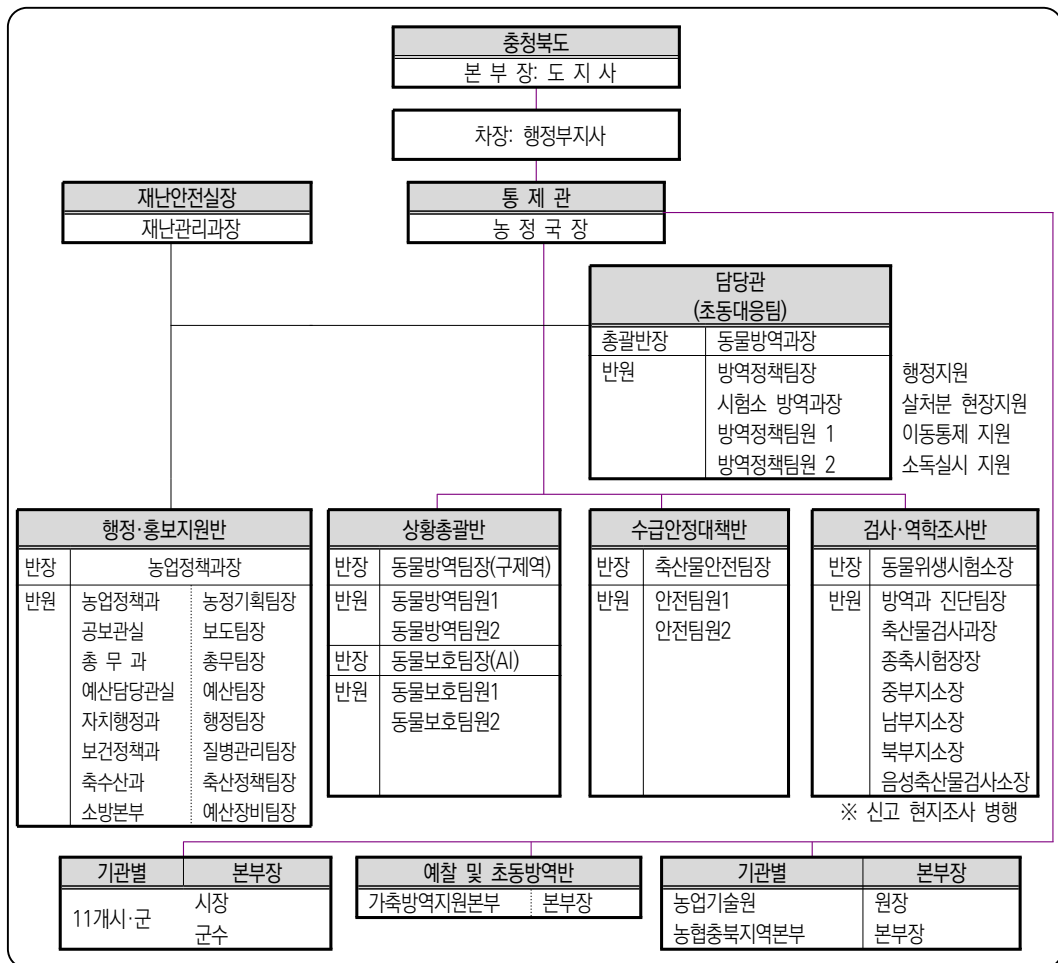 충청북도
본 부 장: 도 지 사
차장: 행정부지사
재난안전실장
재난관리과장
통 제 관
농 정 국 장
담당관
(초동대응팀)
총괄반장 동물방역과장
반원 방역정책팀장 행정지원
시험소 방역과장 살처분 현장지원
방역정책팀원 1 이동통제 지원
방역정책팀원 2 소독실시 지원
행정·홍보지원반
반장 농업정책과장
반원 농업정책과 농정기획팀장
공보관실 보도팀장
총 무 과 총무팀장
예산담당관실 예산팀장
자치행정과 행정팀장
보건정책과 질병관리팀장
축수산과 축산정책팀장
소방본부 예산장비팀장
상황총괄반
반장 동물방역팀장(구제역)
반원 동물방역팀원1
동물방역팀원2
반장 동물보호팀장(AI)
반원 동물보호팀원1
동물보호팀원2
수급안정대책반
반장 축산물안전팀장
반원 안전팀원1
안전팀원2
검사·역학조사반
반장 동물위생시험소장
반원 방역과 진단팀장
축산물검사과장
종축시험장장
중부지소장
남부지소장
북부지소장
음성축산물검사소장
※ 신고 현지조사 병행
기관별 본부장
11개시·군 시장
군수
예찰 및 초동방역반
가축방역지원본부 본부장
기관별 본부장
농업기술원 원장
농협충북지역본부 본부장